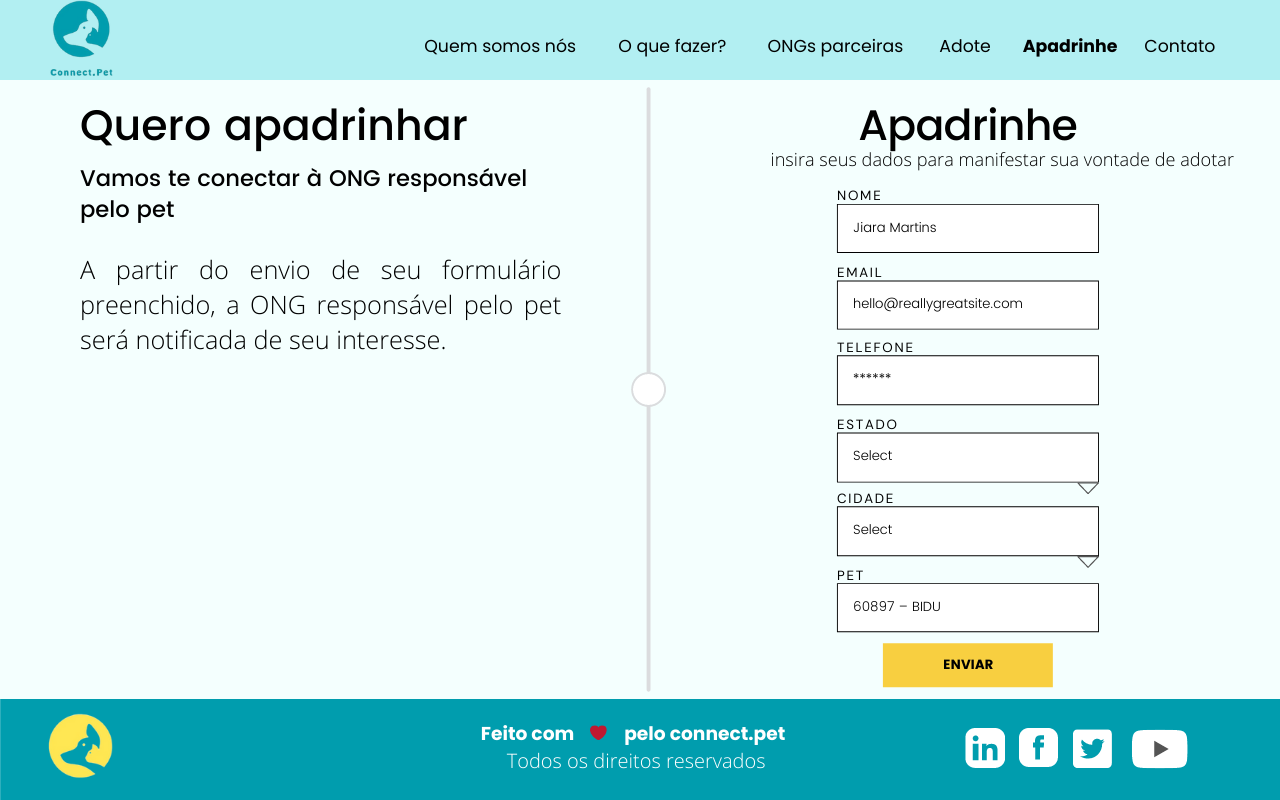 Connect.Pet
Quem somos nós
O que fazer?
ONGs parceiras
Adote
Apadrinhe
Contato
Quero apadrinhar
Vamos te conectar à ONG responsável
pelo pet
A partir do envio de seu formulário
preenchido, a ONG responsável pelo pet
será notificada de seu interesse.
Apadrinhe
insira seus dados para manifestar sua vontade de adotar
NOME
Jiara Martins
EMAIL
hello@reallygreatsite.com
TELEFONE
******
ESTADO
Select
CIDADE
Select
PET
60897 – BIDU
ENVIAR
Feito com ❤ pelo connect.pet
Todos os direitos reservados